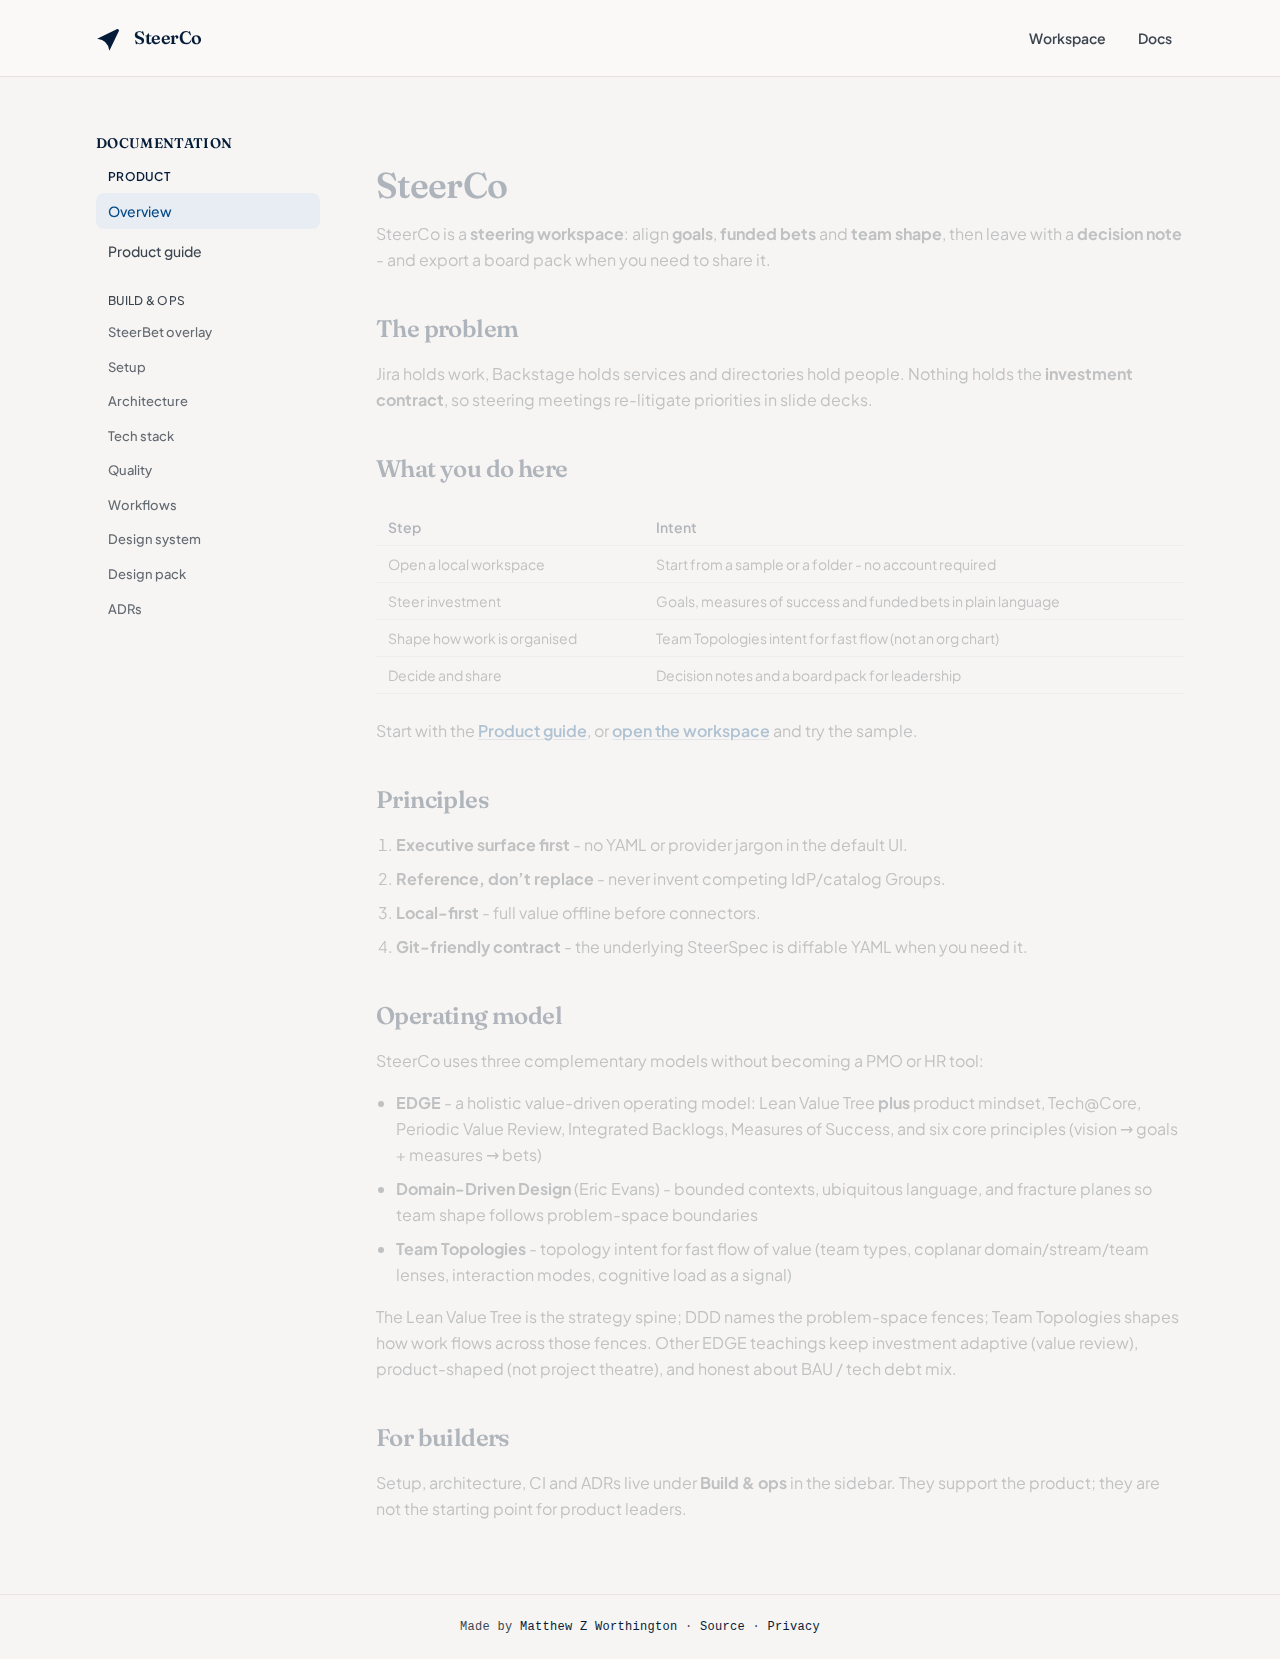 SteerCo
Workspace
Docs
DOCUMENTATION
PRODUCT
Overview
Product guide
BUILD & OPS
SteerBet overlay
Setup
Architecture
Tech stack
Quality
Workflows
Design system
Design pack
ADRs
SteerCo
SteerCo is a steering workspace: align goals, funded bets and team shape, then leave with a decision note
- and export a board pack when you need to share it.
The problem
Jira holds work, Backstage holds services and directories hold people. Nothing holds the investment
contract, so steering meetings re-litigate priorities in slide decks.
What you do here
Step Intent
Open a local workspace Start from a sample or a folder - no account required
Steer investment Goals, measures of success and funded bets in plain language
Shape how work is organised Team Topologies intent for fast flow (not an org chart)
Decide and share Decision notes and a board pack for leadership
Start with the Product guide, or open the workspace and try the sample.
Principles
1. Executive surface first - no YAML or provider jargon in the default UI.
2. Reference, don’t replace - never invent competing IdP/catalog Groups.
3. Local-first - full value offline before connectors.
4. Git-friendly contract - the underlying SteerSpec is diffable YAML when you need it.
Operating model
SteerCo uses three complementary models without becoming a PMO or HR tool:
• EDGE - a holistic value-driven operating model: Lean Value Tree plus product mindset, Tech@Core,
Periodic Value Review, Integrated Backlogs, Measures of Success, and six core principles (vision → goals
+ measures → bets)
• Domain-Driven Design (Eric Evans) - bounded contexts, ubiquitous language, and fracture planes so
team shape follows problem-space boundaries
• Team Topologies - topology intent for fast flow of value (team types, coplanar domain/stream/team
lenses, interaction modes, cognitive load as a signal)
The Lean Value Tree is the strategy spine; DDD names the problem-space fences; Team Topologies shapes
how work flows across those fences. Other EDGE teachings keep investment adaptive (value review),
product-shaped (not project theatre), and honest about BAU / tech debt mix.
For builders
Setup, architecture, CI and ADRs live under Build & ops in the sidebar. They support the product; they are
not the starting point for product leaders.
Made by Matthew Z Worthington · Source · Privacy